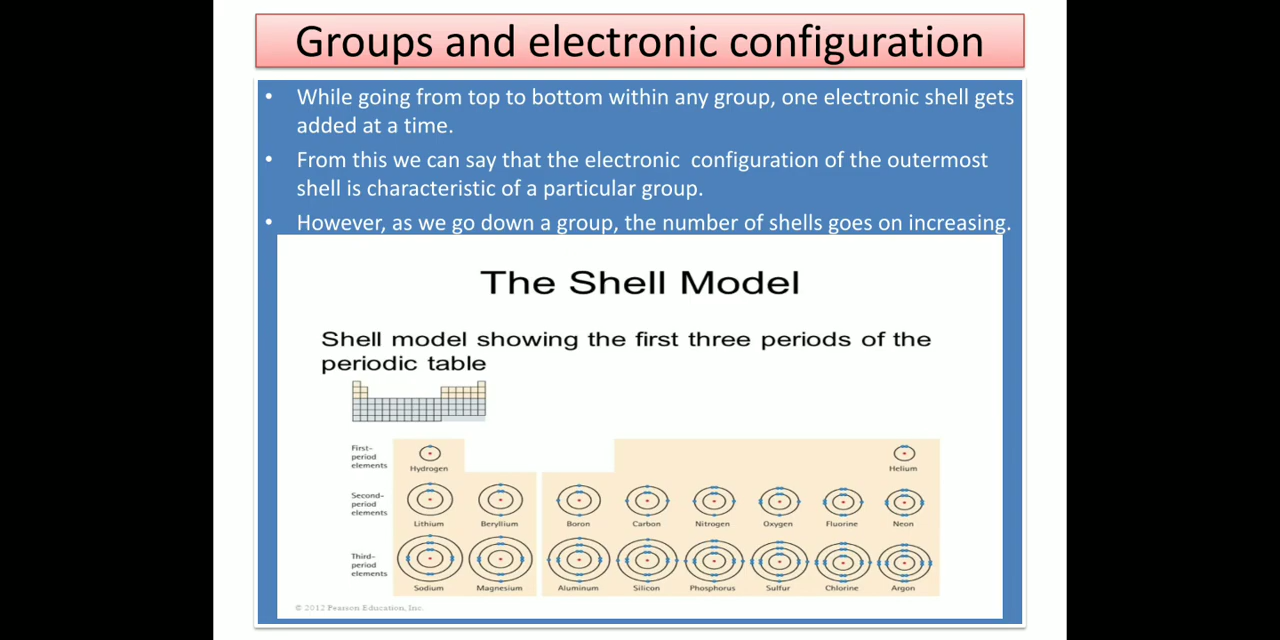 Groups and electronic configuration
• While going from top to bottom within any group, one electronic shell gets
added at a time.
• From this we can say that the electronic  configuration of the outermost
shell is characteristic of a particular group.
• However, as we go down a group, the number of shells goes on increasing.
The Shell Model
Shell model showing the first three periods of the
periodic table
First-
period
elements
Hydrogen
Helium
Second-
period
elements
Lithium
Beryllium
Boron
Carbon
Nitrogen
Oxygen
Fluorine
Neon
Third-
period
elements
Sodium
Magnesium
Aluminum
Silicon
Phosphorus
Sulfur
Chlorine
Argon
© 2012 Pearson Education, Inc.